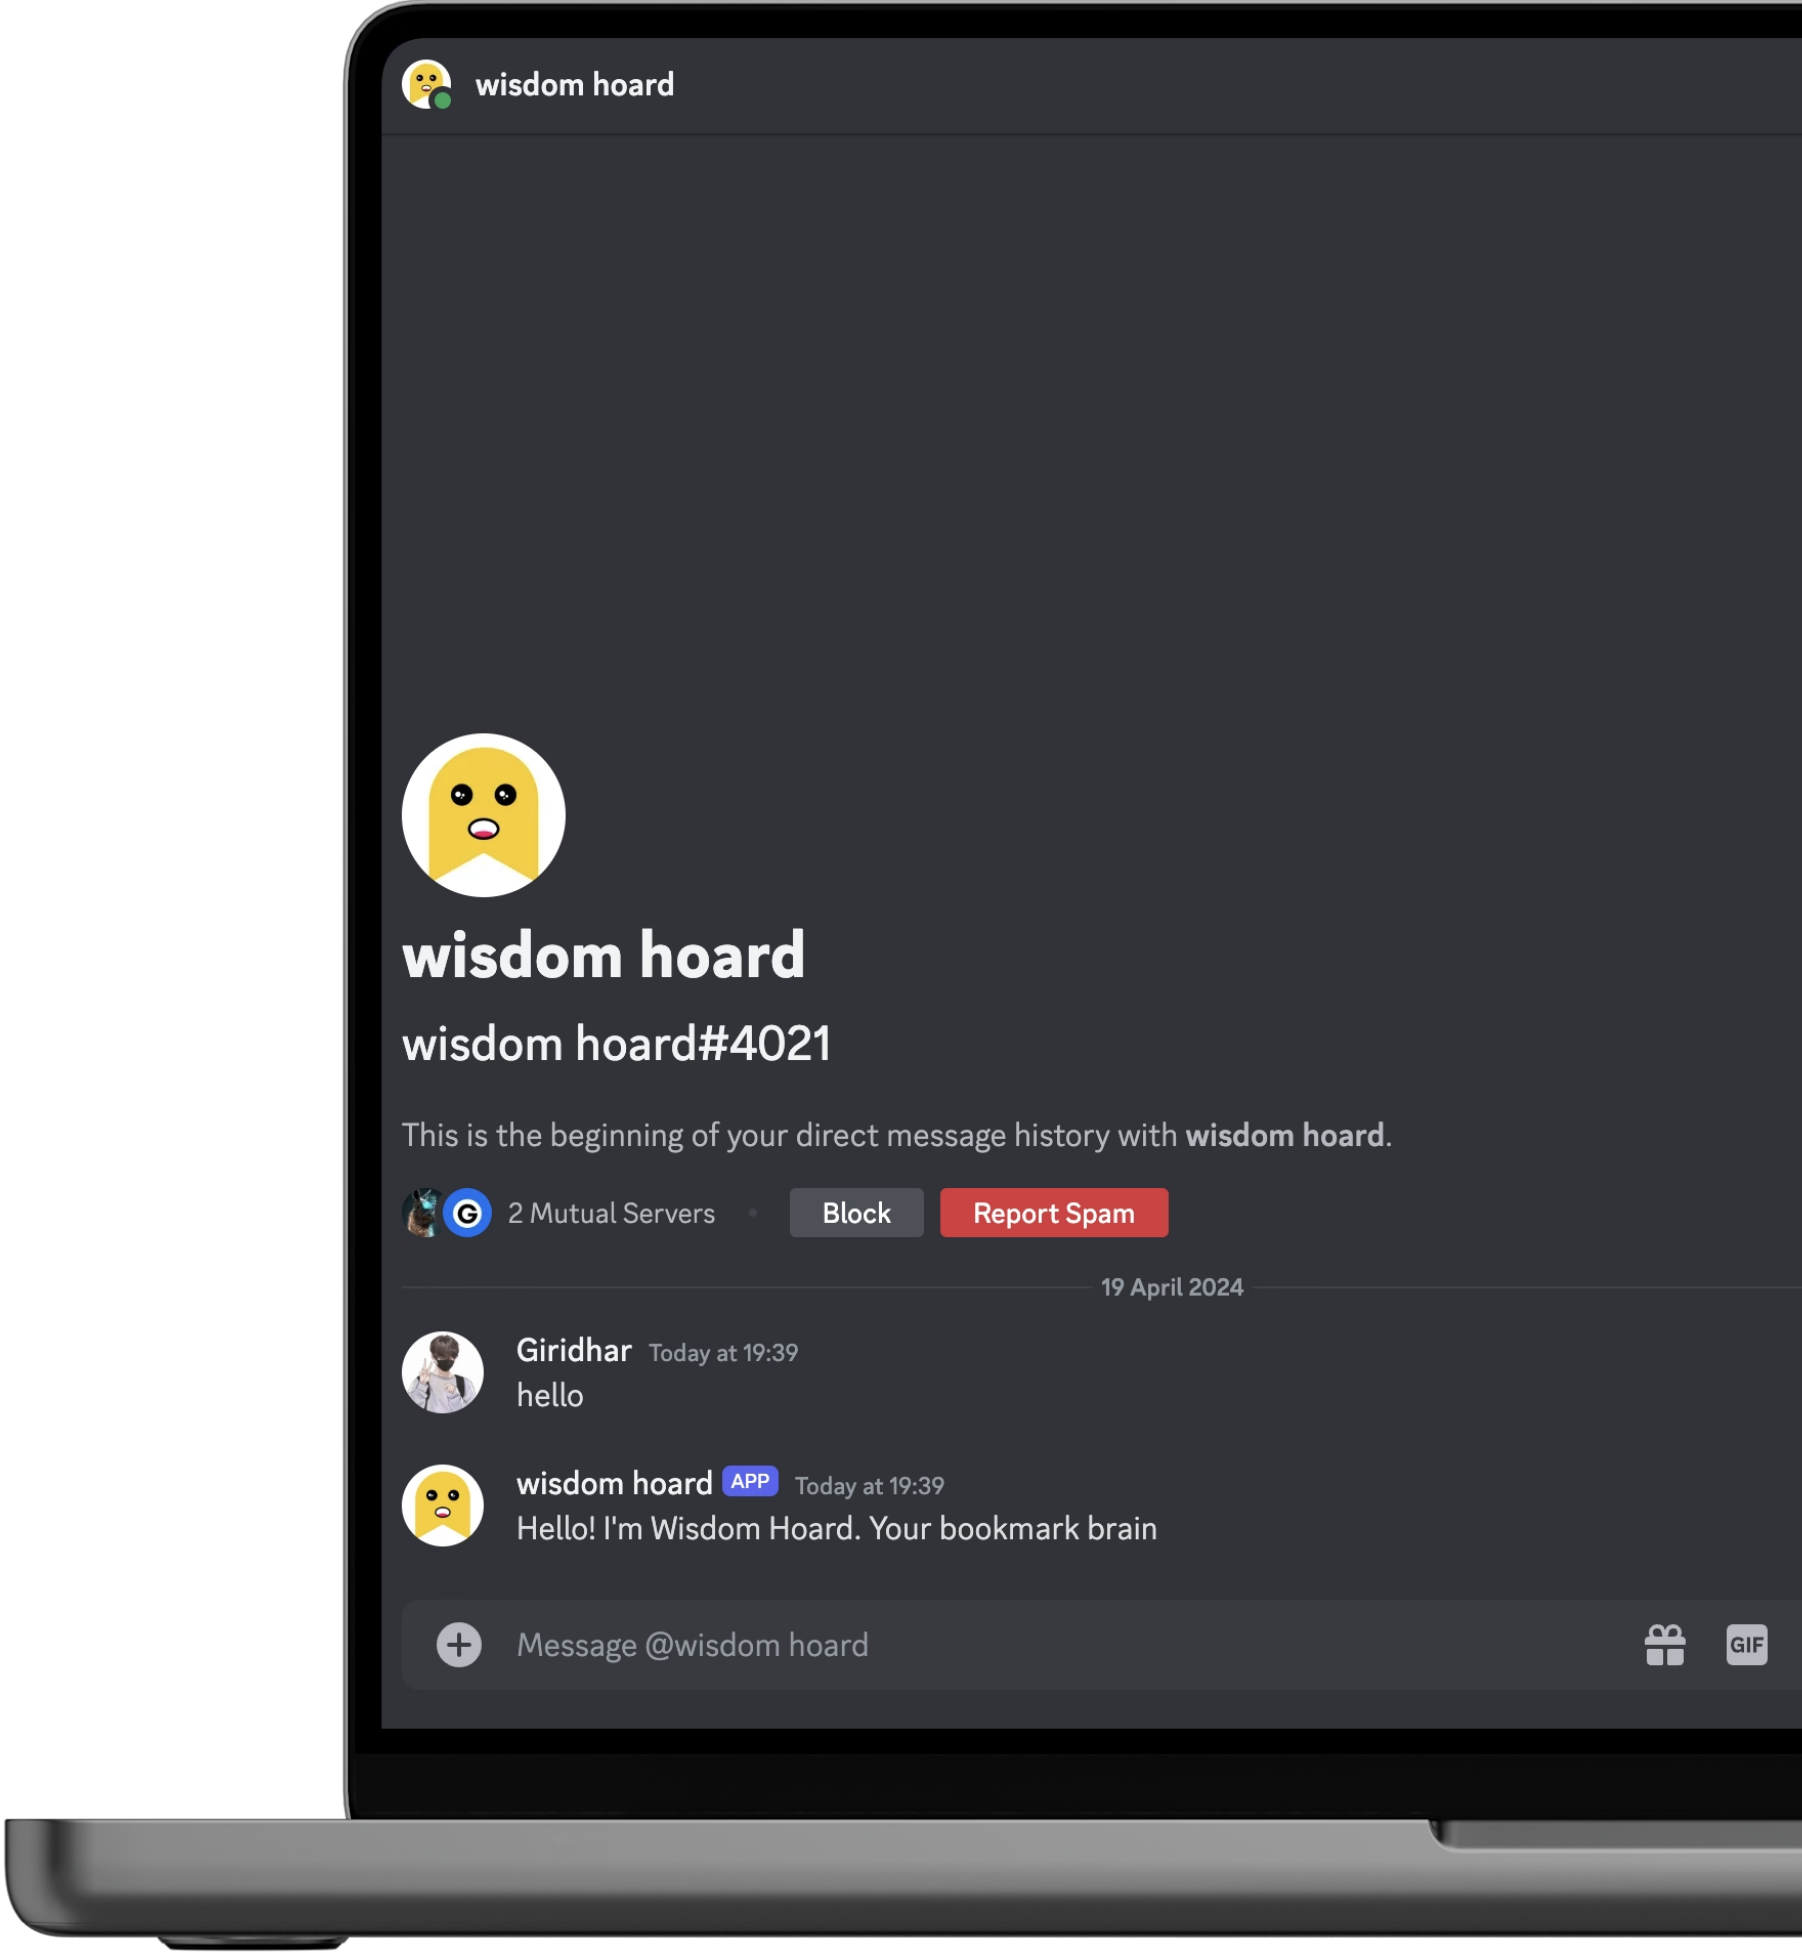 wisdom hoard
wisdom hoard
wisdom hoard#4021
This is the beginning of your direct message history with wisdom hoard.
G 2 Mutual Servers • Block Report Spam
19 April 2024
Giridhar Today at 19:39
hello
wisdom hoard APP Today at 19:39
Hello! I'm Wisdom Hoard. Your bookmark brain
Message @wisdom hoard GIF